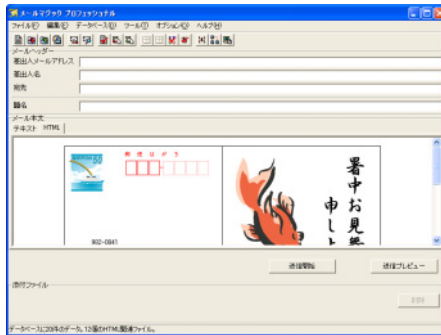 メールマジック プロフェッショナル
ファイル(F) 編集(E) データベース(D) ツール(T) オプション(O) ヘルプ(H)
メールヘッダー
差出人メールアドレス
差出人名
宛先
題名
メール本文
テキスト HTML
郵便はがき
50
902-0841
暑中お見舞
申し
送信開始
送信プレビュー
添付ファイル
削除
データベースに20件のデータ。12個のHTML関連ファイル。